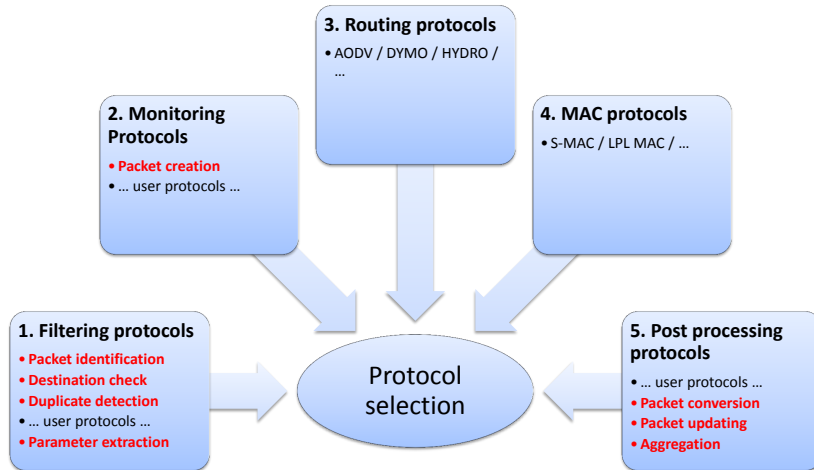 3. Routing protocols
• AODV / DYMO / HYDRO /
...
2. Monitoring
Protocols
• Packet creation
• ... user protocols ...
4. MAC protocols
• S-MAC / LPL MAC / ...
1. Filtering protocols
• Packet identification
• Destination check
• Duplicate detection
• ... user protocols ...
• Parameter extraction
Protocol
selection
5. Post processing
protocols
• ... user protocols ...
• Packet conversion
• Packet updating
• Aggregation